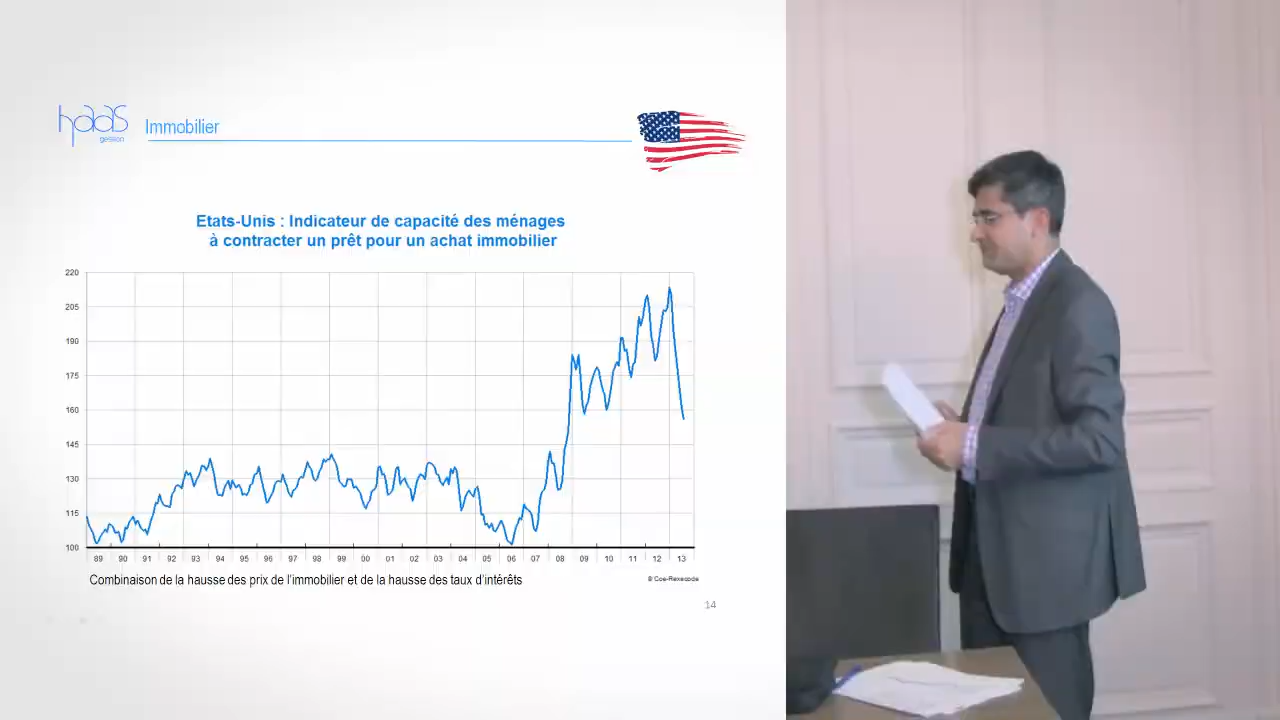 haas
gestion
Immobilier
Etats-Unis : Indicateur de capacité des ménages
à contracter un prêt pour un achat immobilier
220
205
190
175
160
145
130
115
100
89 90 91 92 93 94 95 96 97 98 99 00 01 02 03 04 05 06 07 08 09 10 11 12 13
Combinaison de la hausse des prix de l'immobilier et de la hausse des taux d'intérêts
© Coe-Rexecode
14